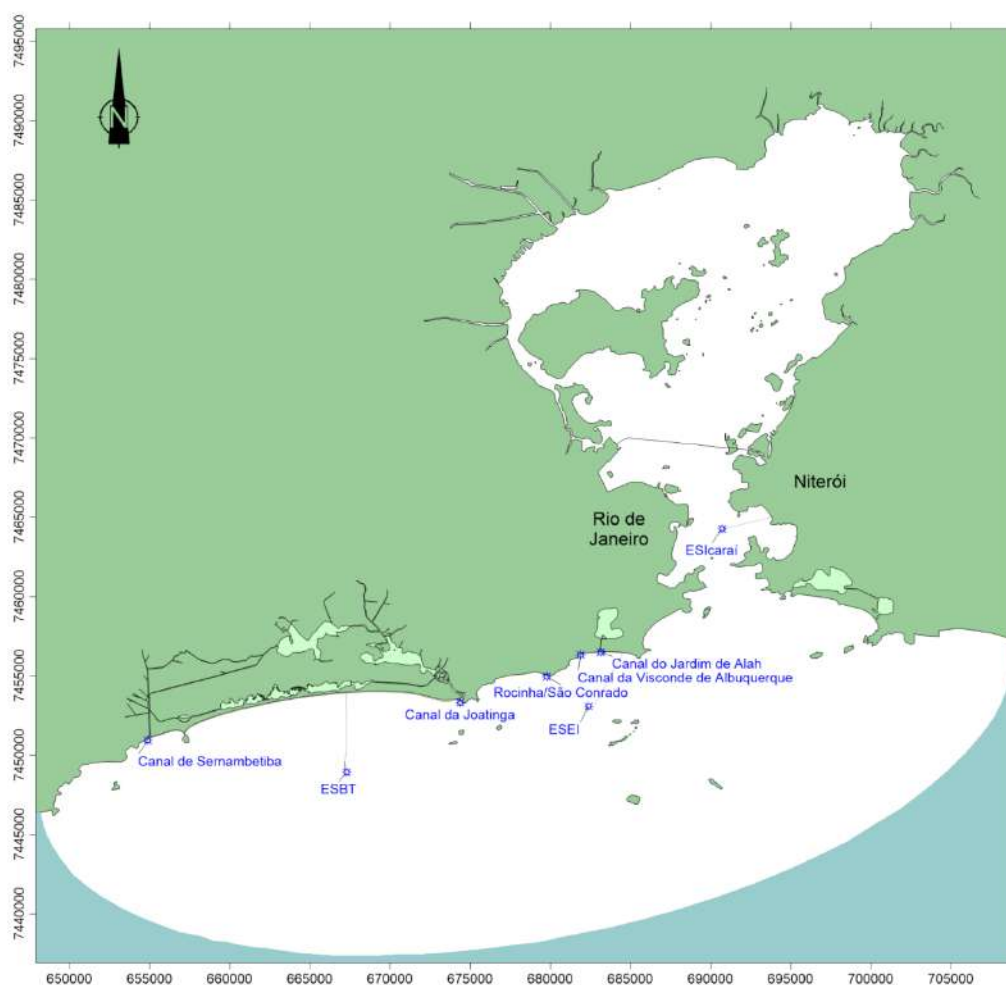 7495000
7490000
7485000
7480000
7475000
7470000
7465000
7460000
7455000
7450000
7445000
7440000
N
Niterói
Rio de
Janeiro
ESIcaraí
Canal do Jardim de Alah
Canal da Visconde de Albuquerque
Rocinha/São Conrado
Canal da Joatinga
ESEI
Canal de Sernambetiba
ESBT
650000 655000 660000 665000 670000 675000 680000 685000 690000 695000 700000 705000